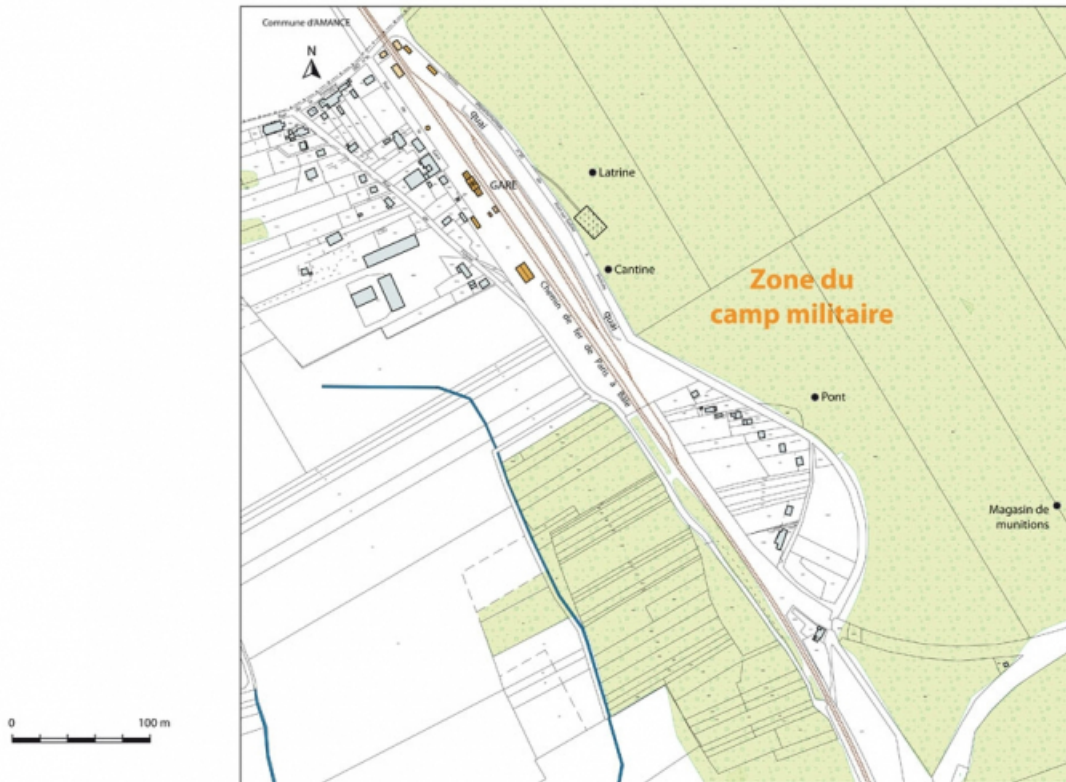 Commune d'AMANCE
N
quai
Latrine
GARE
Cantine
Zone du
camp militaire
quai
Chemin de fer de Paris à Bâle
Pont
Magasin de
munitions
0 100 m